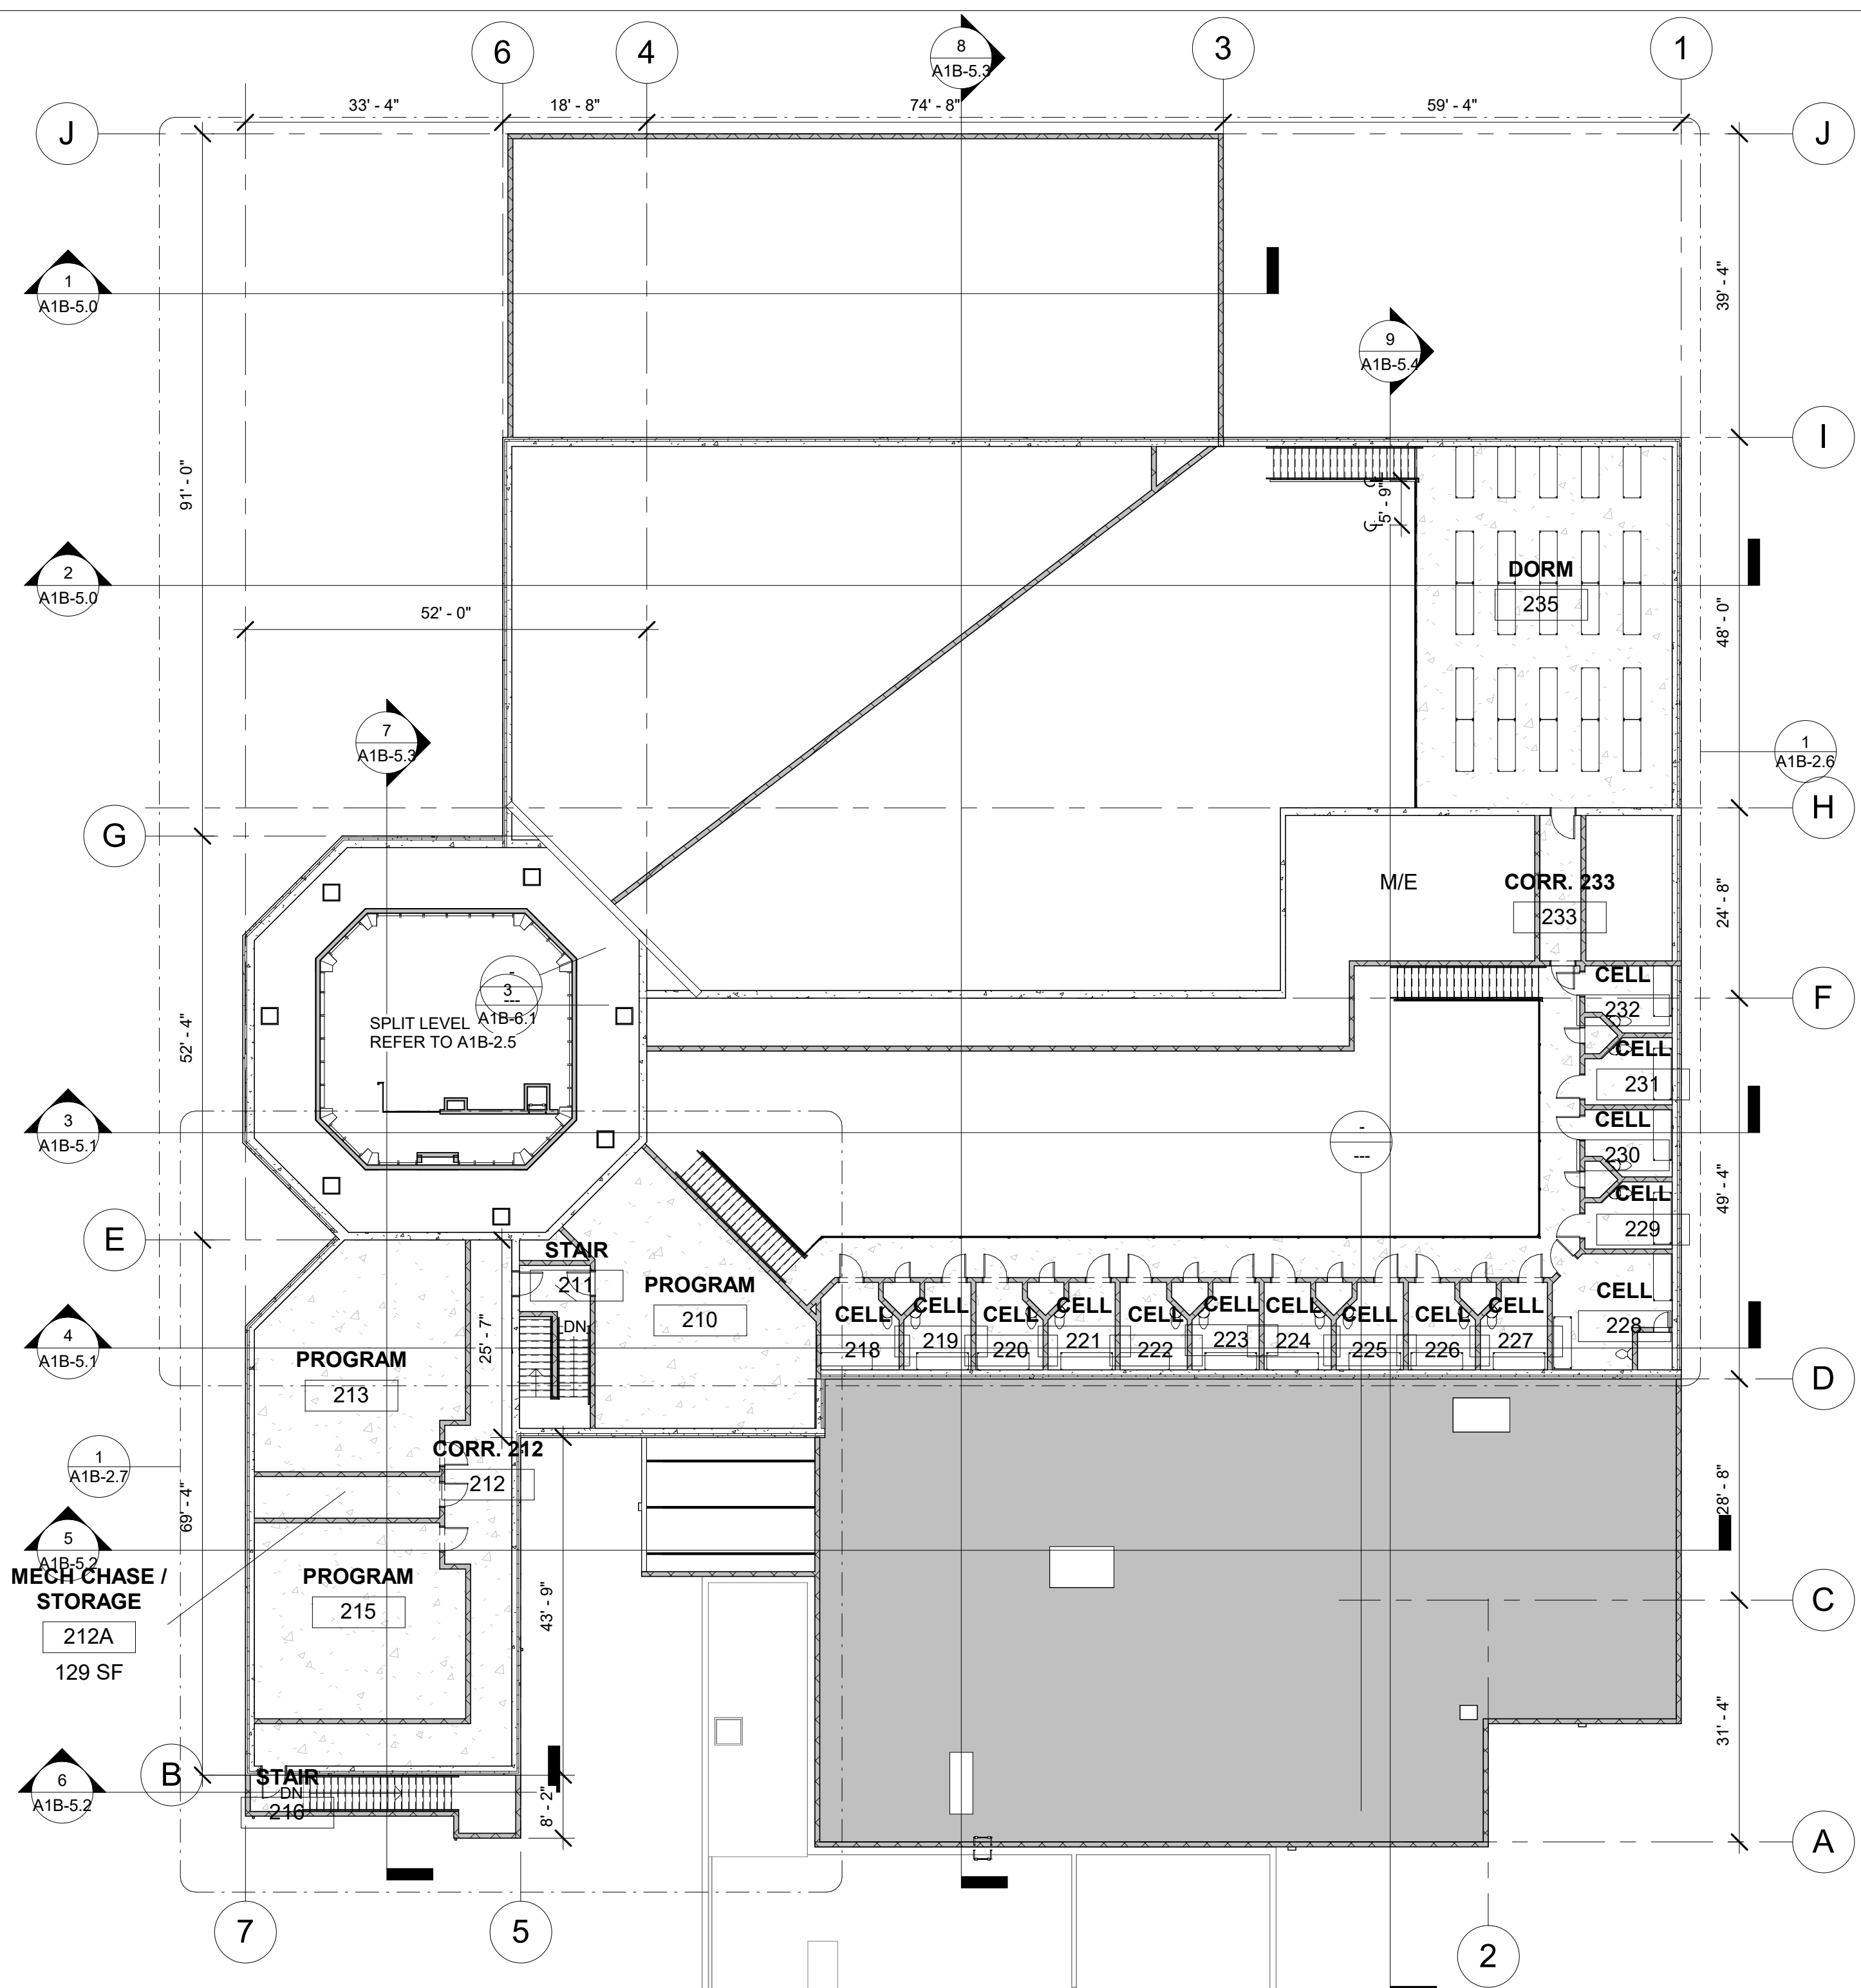 6
4
8
A1B-5.3
3
1
33' - 4"
18' - 8"
74' - 8"
59' - 4"
J
J
1
A1B-5.0
39' - 4"
9
A1B-5.4
I
91' - 0"
5' - 9"
2
A1B-5.0
DORM
235
48' - 0"
52' - 0"
7
A1B-5.3
1
A1B-2.6
H
G
M/E
CORR. 233
233
24' - 8"
CELL
232
F
-
---
3
A1B-6.1
SPLIT LEVEL
REFER TO A1B-2.5
52' - 4"
CELL
231
3
A1B-5.1
-
---
CELL
230
49' - 4"
CELL
229
E
STAIR
211
PROGRAM
210
DN
25' - 7"
CELL
218
CELL
219
CELL
220
CELL
221
CELL
222
CELL
223
CELL
224
CELL
225
CELL
226
CELL
227
CELL
228
4
A1B-5.1
PROGRAM
213
D
CORR. 212
212
1
A1B-2.7
69' - 4"
28' - 8"
5
A1B-5.2
MECH CHASE /
STORAGE
212A
129 SF
PROGRAM
215
43' - 9"
C
31' - 4"
B
6
A1B-5.2
STAIR
DN
216
8' - 2"
A
7
5
2